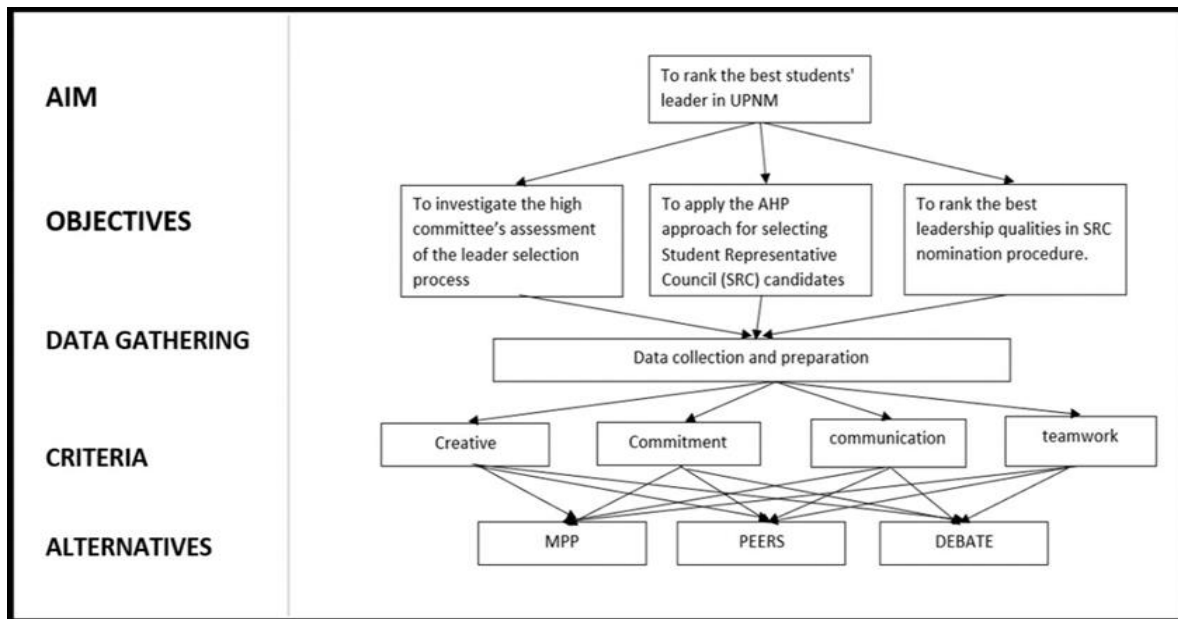 AIM
To rank the best students'
leader in UPNM
OBJECTIVES
To investigate the high
committee's assessment
of the leader selection
process
To apply the AHP
approach for selecting
Student Representative
Council (SRC) candidates
To rank the best
leadership qualities in SRC
nomination procedure.
DATA GATHERING
Data collection and preparation
CRITERIA
Creative
Commitment
communication
teamwork
ALTERNATIVES
MPP
PEERS
DEBATE